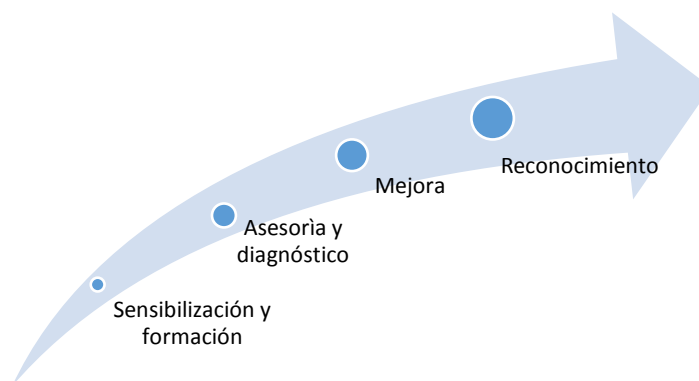 Reconocimiento
Mejora
Asesorìa y
diagnóstico
Sensibilización y
formación